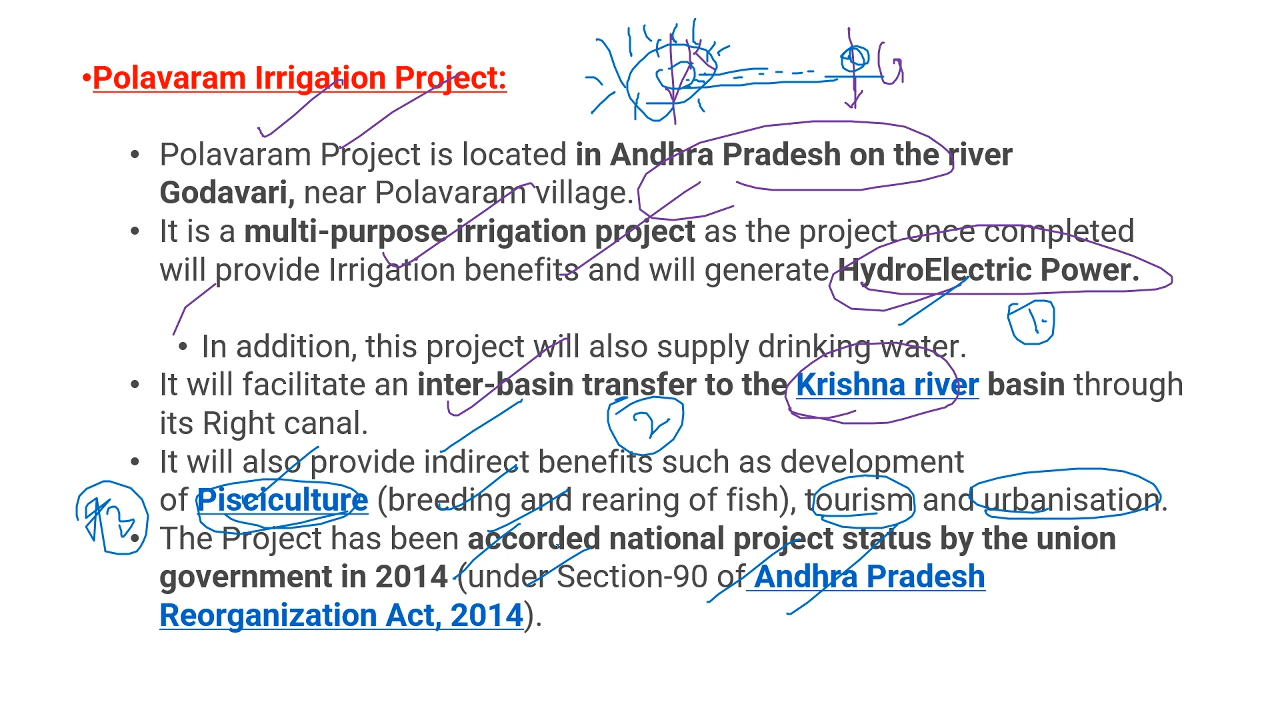 •Polavaram Irrigation Project:
G
• Polavaram Project is located in Andhra Pradesh on the river
Godavari, near Polavaram village.
• It is a multi-purpose irrigation project as the project once completed
will provide Irrigation benefits and will generate HydroElectric Power.
1.
• In addition, this project will also supply drinking water.
• It will facilitate an inter-basin transfer to the Krishna river basin through
its Right canal.
2
• It will also provide indirect benefits such as development
of Pisciculture (breeding and rearing of fish), tourism and urbanisation.
• The Project has been accorded national project status by the union
government in 2014 (under Section-90 of Andhra Pradesh
Reorganization Act, 2014).